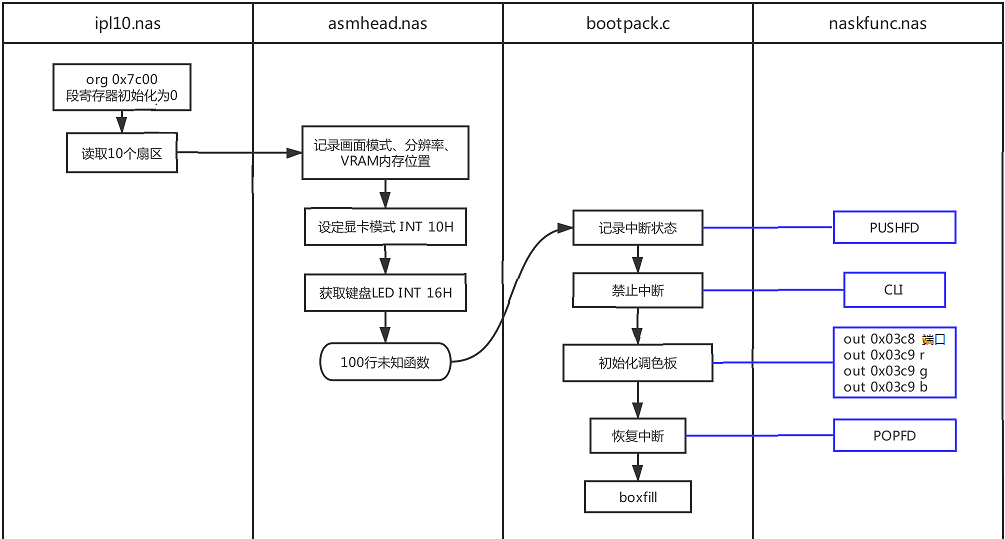 ipl10.nas
asmhead.nas
bootpack.c
naskfunc.nas
org 0x7c00
段寄存器初始化为0
读取10个扇区
记录画面模式、分辨率、
VRAM内存位置
设定显卡模式 INT 10H
获取键盘LED INT 16H
100行未知函数
记录中断状态
禁止中断
初始化调色板
恢复中断
boxfill
PUSHFD
CLI
out 0x03c8 端口
out 0x03c9 r
out 0x03c9 g
out 0x03c9 b
POPFD